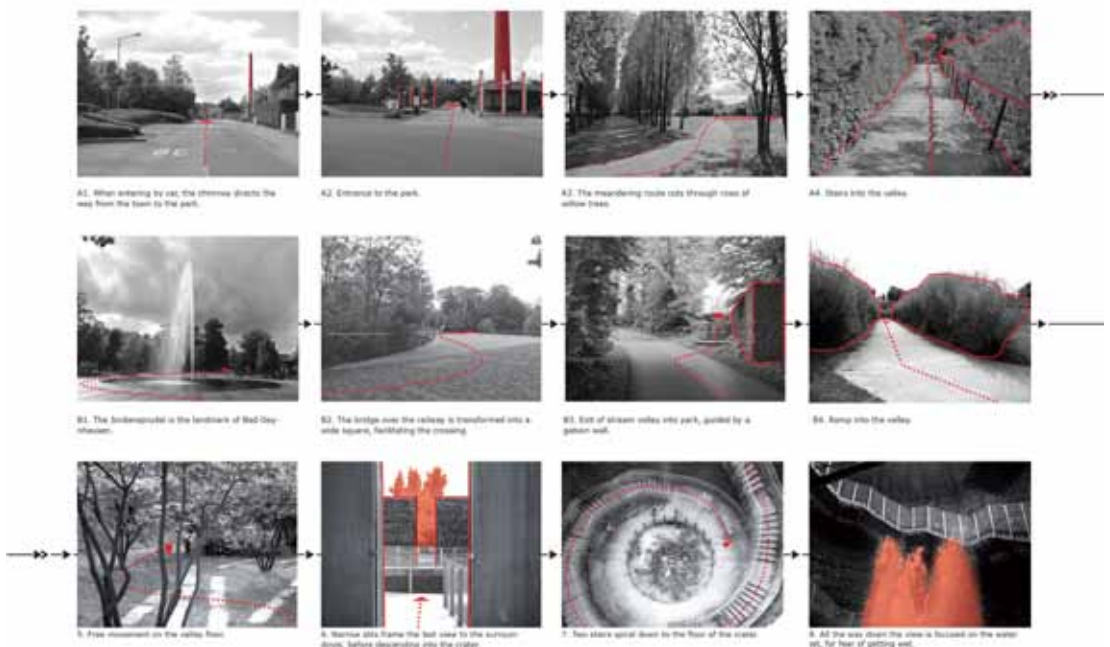 A1. When entering by car, the chimney directs the
way from the town to the park.
A2. Entrance to the park.
A3. The meandering route cuts through rows of
willow trees.
A4. Stairs into the valley.
B1. The Jordansprudel is the landmark of Bad Oey-
nhausen.
B2. The bridge over the railway is transformed into a
wide square, facilitating the crossing.
B3. Exit of stream valley into park, guided by a
gabion wall.
B4. Ramp into the valley.
5. Free movement on the valley floor.
6. Narrow slits frame the last view to the surroun-
dings, before descending into the crater.
7. Two stairs spiral down to the floor of the crater.
8. All the way down the view is focused on the water
jet, for fear of getting wet.